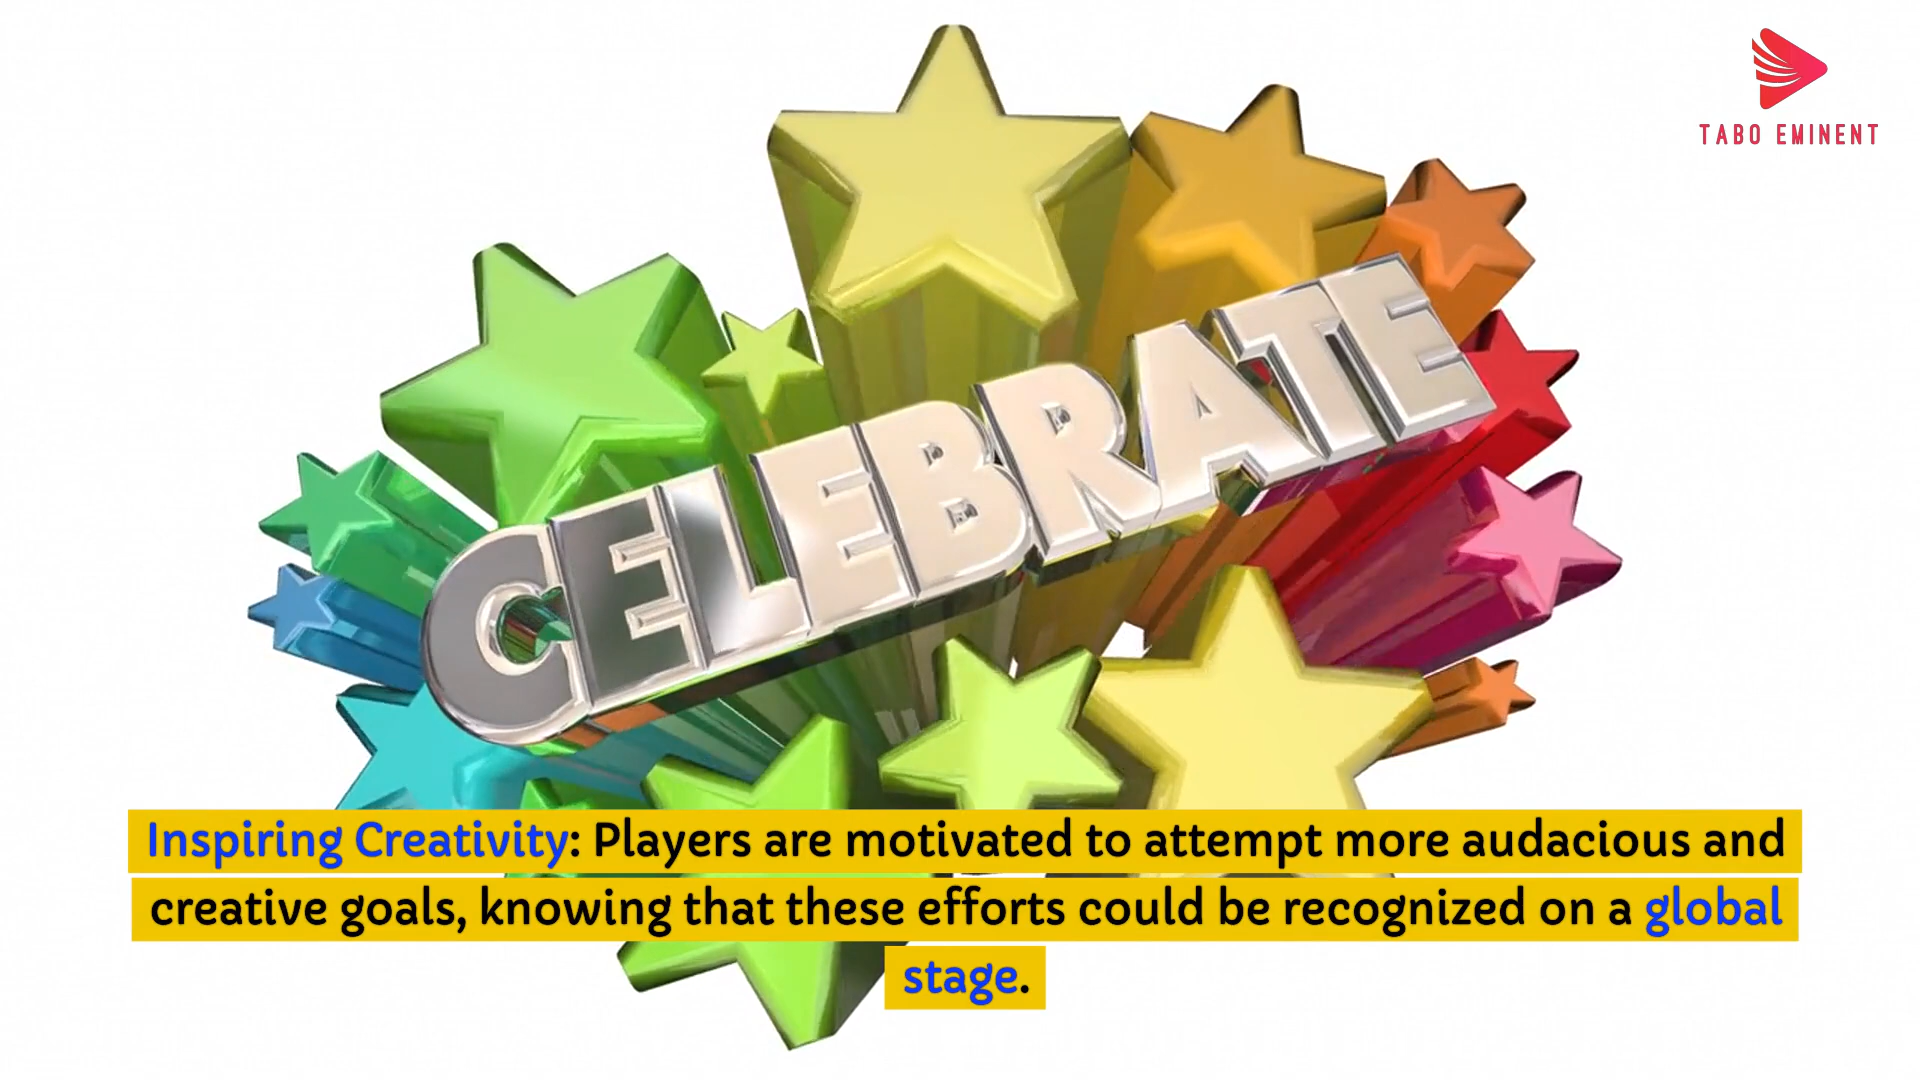 TABO EMINENT
CELEBRATE
Inspiring Creativity: Players are motivated to attempt more audacious and
creative goals, knowing that these efforts could be recognized on a global
stage.